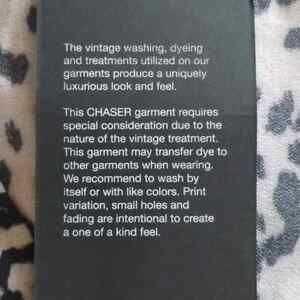 The vintage washing, dyeing
and treatments utilized on our
garments produce a uniquely
luxurious look and feel.
This CHASER garment requires
special consideration due to the
nature of the vintage treatment.
This garment may transfer dye to
other garments when wearing.
We recommend to wash by
itself or with like colors. Print
variation, small holes and
fading are intentional to create
a one of a kind feel.